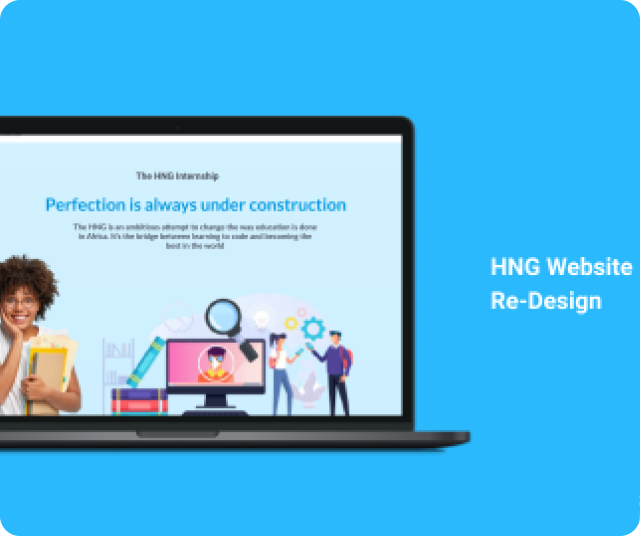 The HNG Internship
Perfection is always under construction
The HNG is an ambitious attempt to change the way education is done
in Africa. It's the bridge between learning to code and becoming the
best in the world
HNG Website
Re-Design